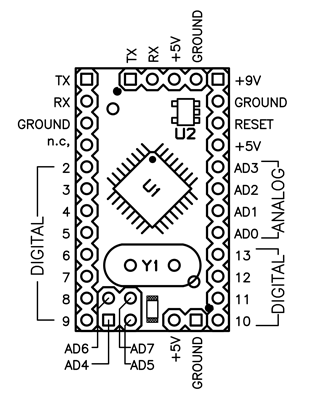 TX RX +5V GROUND
TX +9V
RX GROUND
GROUND RESET
n.c, +5V
U2
2 AD3
3 AD2
4 AD1
5 AD0
DIGITAL ANALOG
U1
6 13
7 12
8 11
9 10
DIGITAL
Y1
AD6 AD7
AD4 AD5
+5V GROUND